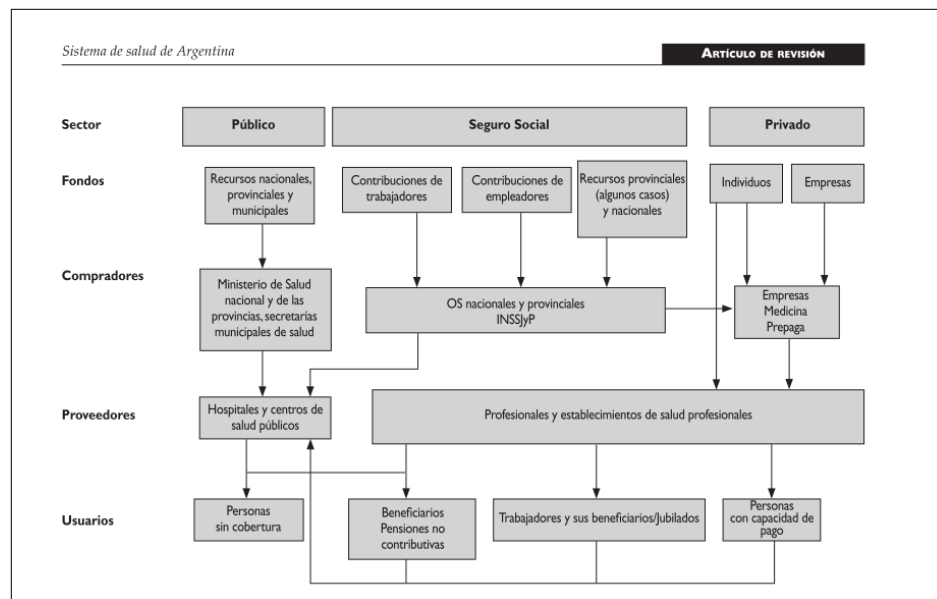 Sistema de salud de Argentina
ARTÍCULO DE REVISIÓN
Sector
Público
Seguro Social
Privado
Fondos
Recursos nacionales,
provinciales y
municipales
Contribuciones de
trabajadores
Contribuciones de
empleadores
Recursos provinciales
(algunos casos)
y nacionales
Individuos
Empresas
Compradores
Ministerio de Salud
nacional y de las
provincias, secretarías
municipales de salud
OS nacionales y provinciales
INSSJyP
Empresas
Medicina
Prepaga
Proveedores
Hospitales y centros de
salud públicos
Profesionales y establecimientos de salud profesionales
Usuarios
Personas
sin cobertura
Beneficiarios
Pensiones no
contributivas
Trabajadores y sus beneficiarios/Jubilados
Personas
con capacidad de
pago